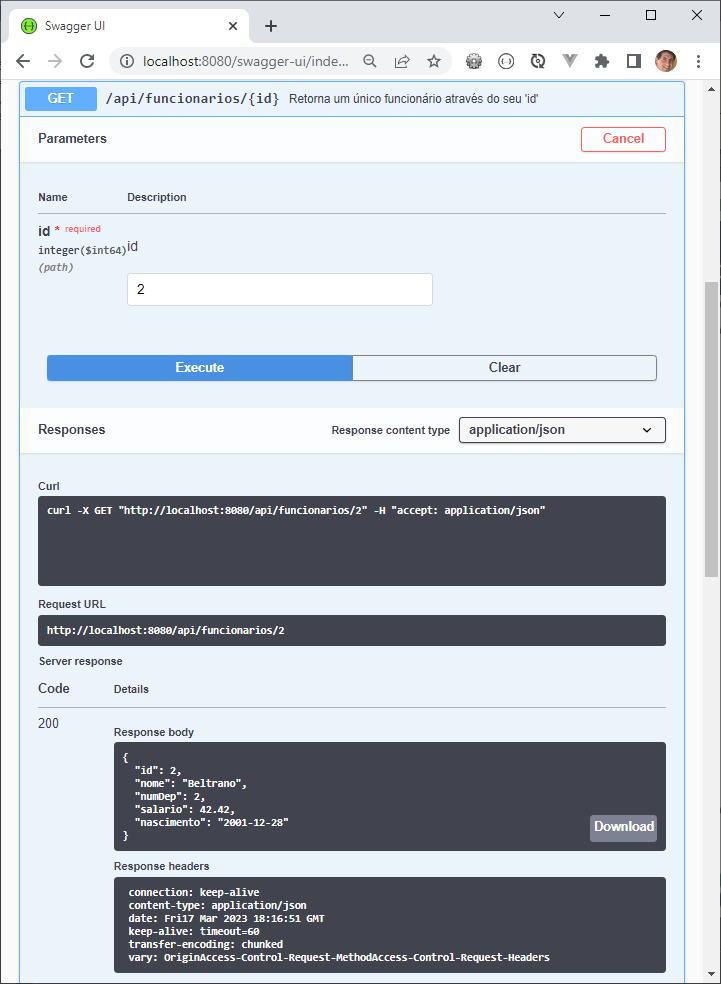 Swagger UI
localhost:8080/swagger-ui/inde...
GET /api/funcionarios/{id} Retorna um único funcionário através do seu 'id'
Parameters Cancel
Name Description
id * required
integer($int64) id
(path)
2
Execute Clear
Responses Response content type application/json
Curl
curl -X GET "http://localhost:8080/api/funcionarios/2" -H "accept: application/json"
Request URL
http://localhost:8080/api/funcionarios/2
Server response
Code Details
200
Response body
{
"id": 2,
"nome": "Beltrano",
"numDep": 2,
"salario": 42.42,
"nascimento": "2001-12-28"
}
Download
Response headers
connection: keep-alive
content-type: application/json
date: Fri17 Mar 2023 18:16:51 GMT
keep-alive: timeout=60
transfer-encoding: chunked
vary: OriginAccess-Control-Request-MethodAccess-Control-Request-Headers